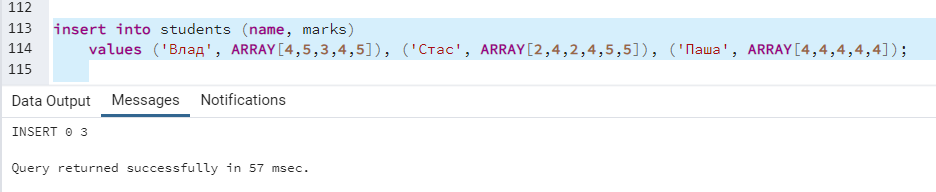 112
113 insert into students (name, marks)
114 values ('Влад', ARRAY[4,5,3,4,5]), ('Стас', ARRAY[2,4,2,4,5,5]), ('Паша', ARRAY[4,4,4,4,4]);
115
Data Output Messages Notifications
INSERT 0 3
Query returned successfully in 57 msec.